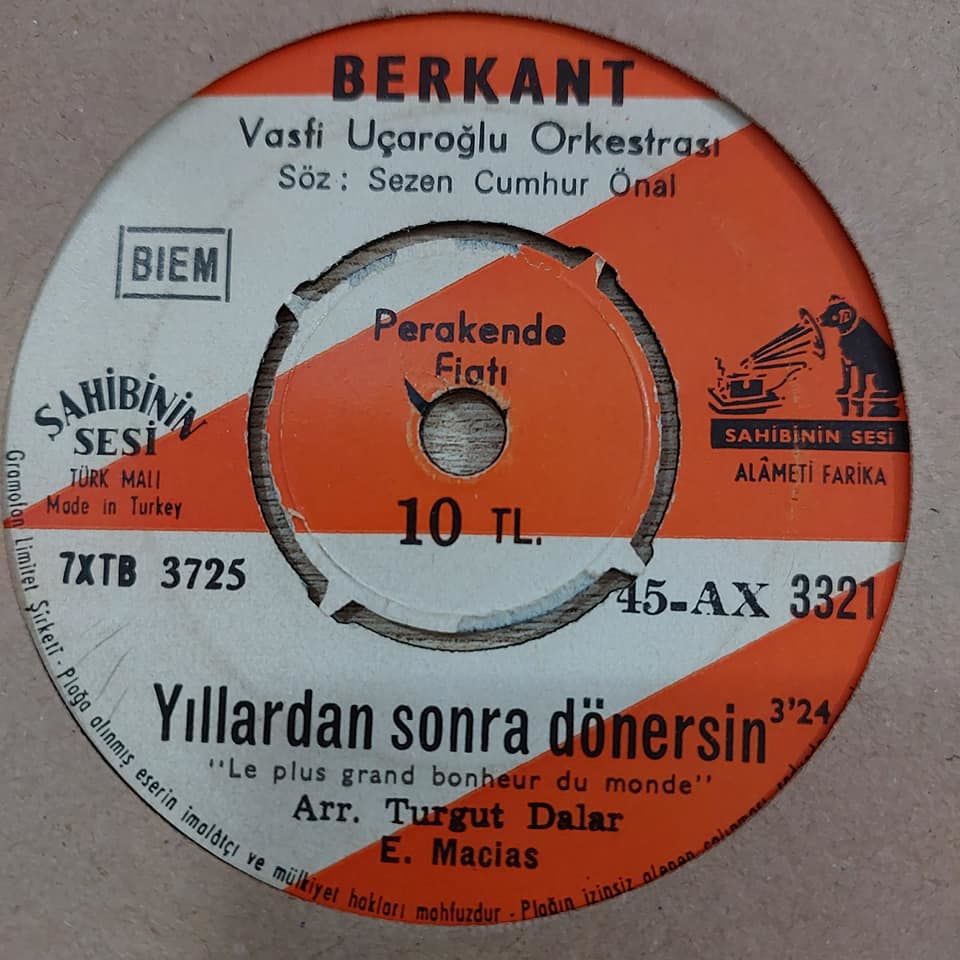 BERKANT
Vasfi Uçaroğlu Orkestrası
Söz: Sezen Cumhur Önal
BIEM
Perakende
Fiatı
10 TL.
SAHİBİNİN
SESİ
TÜRK MALI
Made in Turkey
SAHİBİNİN SESİ
ALÂMETİ FARİKA
7XTB 3725
45-AX 3321
Yıllardan sonra dönersin 3'24
"Le plus grand bonheur du monde"
Arr. Turgut Dalar
E. Macias
Gramofon Limitet Şirketi - Plağa alınmış eserin imalâtçı ve mülkiyet hakları mahfuzdur - Plağın izinsiz